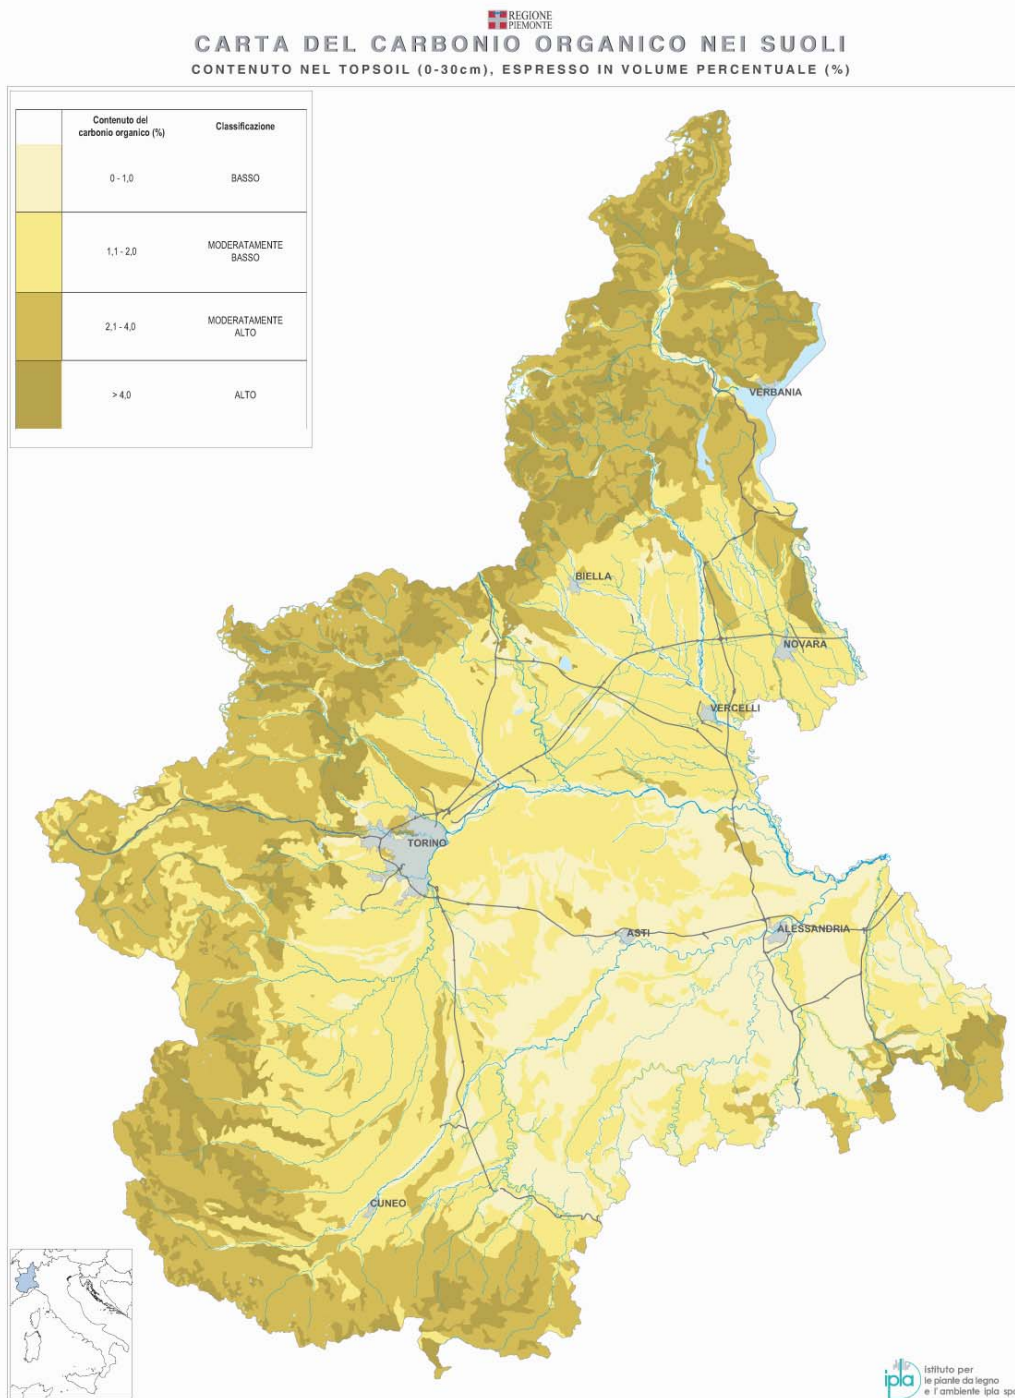 REGIONE
PIEMONTE
CARTA DEL CARBONIO ORGANICO NEI SUOLI
CONTENUTO NEL TOPSOIL (0-30cm), ESPRESSO IN VOLUME PERCENTUALE (%)
Contenuto del
carbonio organico (%)
Classificazione
0 - 1,0
BASSO
1,1 - 2,0
MODERATAMENTE
BASSO
2,1 - 4,0
MODERATAMENTE
ALTO
> 4,0
ALTO
VERBANIA
BIELLA
NOVARA
VERCELLI
TORINO
ASTI
ALESSANDRIA
CUNEO
ipla
istituto per
le piante da legno
e l'ambiente ipla sp